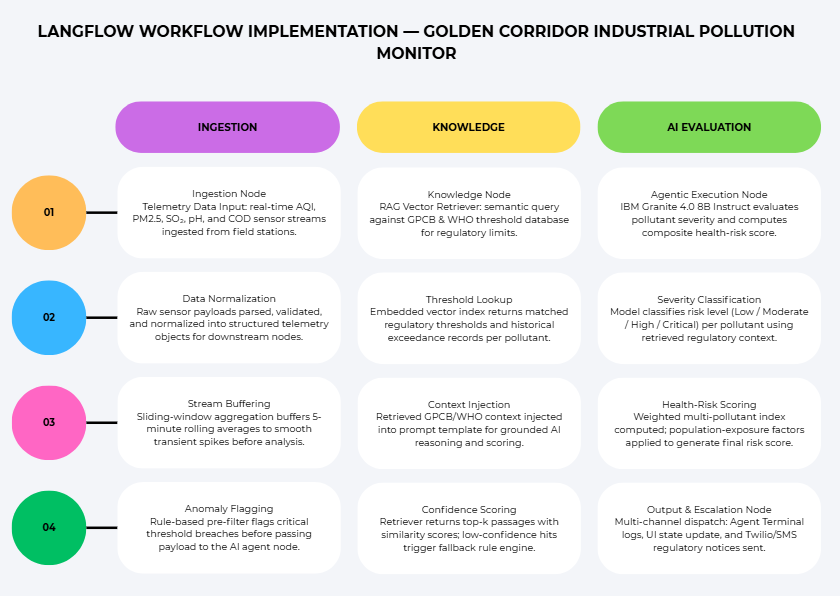 LANGFLOW WORKFLOW IMPLEMENTATION — GOLDEN CORRIDOR INDUSTRIAL POLLUTION
MONITOR
INGESTION
KNOWLEDGE
AI EVALUATION
01
Ingestion Node
Telemetry Data Input: real-time AQI,
PM2.5, SO₂, pH, and COD sensor streams
ingested from field stations.
Knowledge Node
RAG Vector Retriever: semantic query
against GPCB & WHO threshold database
for regulatory limits.
Agentic Execution Node
IBM Granite 4.0 8B Instruct evaluates
pollutant severity and computes
composite health-risk score.
02
Data Normalization
Raw sensor payloads parsed, validated,
and normalized into structured telemetry
objects for downstream nodes.
Threshold Lookup
Embedded vector index returns matched
regulatory thresholds and historical
exceedance records per pollutant.
Severity Classification
Model classifies risk level (Low / Moderate
/ High / Critical) per pollutant using
retrieved regulatory context.
03
Stream Buffering
Sliding-window aggregation buffers 5-
minute rolling averages to smooth
transient spikes before analysis.
Context Injection
Retrieved GPCB/WHO context injected
into prompt template for grounded AI
reasoning and scoring.
Health-Risk Scoring
Weighted multi-pollutant index
computed; population-exposure factors
applied to generate final risk score.
04
Anomaly Flagging
Rule-based pre-filter flags critical
threshold breaches before passing
payload to the AI agent node.
Confidence Scoring
Retriever returns top-k passages with
similarity scores; low-confidence hits
trigger fallback rule engine.
Output & Escalation Node
Multi-channel dispatch: Agent Terminal
logs, UI state update, and Twilio/SMS
regulatory notices sent.